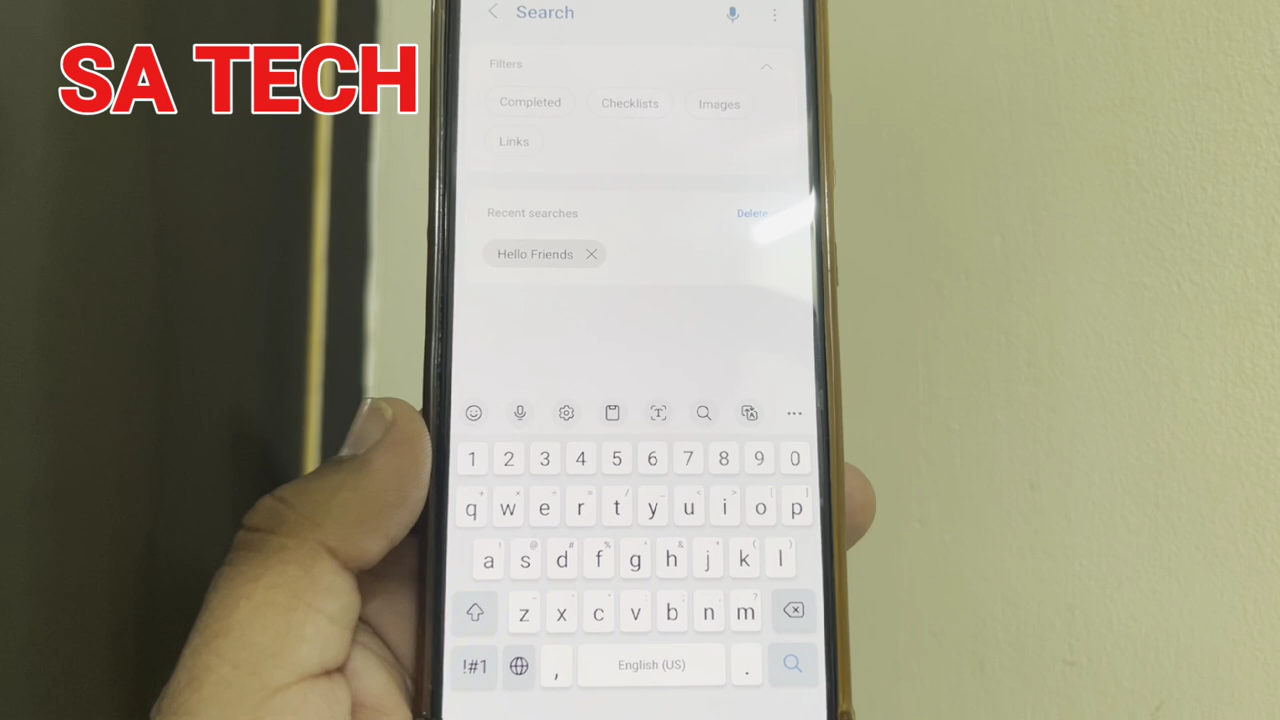 SA TECH
Search
Filters
Completed Checklists Images
Links
Recent searches Delete
Hello Friends
1 2 3 4 5 6 7 8 9 0
q w e r t y u i o p
a s d f g h j k l
z x c v b n m
!#1 , English (US) .